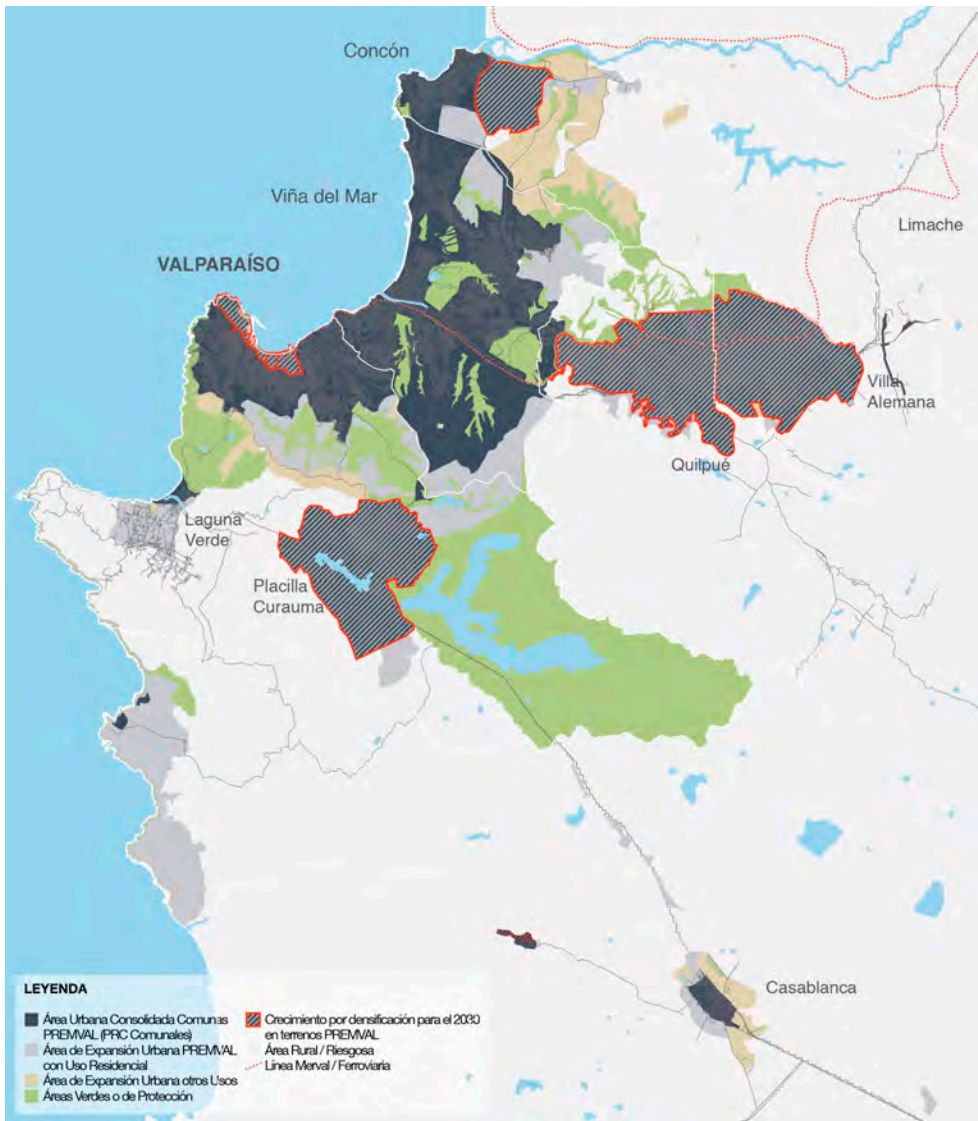 Concón
Viña del Mar
Limache
VALPARAÍSO
Villa
Alemana
Quilpué
Laguna
Verde
Placilla
Curauma
Casablanca
LEYENDA
Área Urbana Consolidada Comunas
PREMVAL (PRC Comunales)
Área de Expansión Urbana PREMVAL
con Uso Residencial
Área de Expansión Urbana otros Usos
Áreas Verdes o de Protección
Crecimiento por densificación para el 2030
en terrenos PREMVAL
Área Rural / Riesgosa
Línea Merval / Ferroviaria